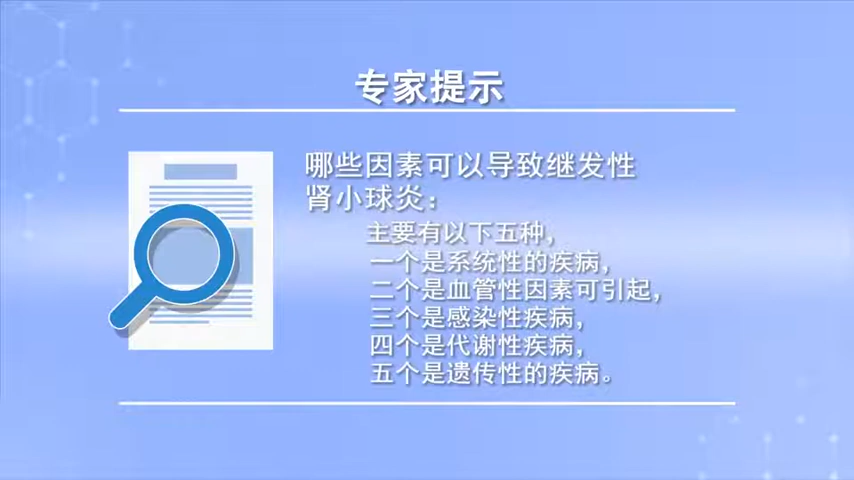 专家提示
哪些因素可以导致继发性
肾小球炎：
主要有以下五种，
一个是系统性的疾病，
二个是血管性因素可引起，
三个是感染性疾病，
四个是代谢性疾病，
五个是遗传性的疾病。